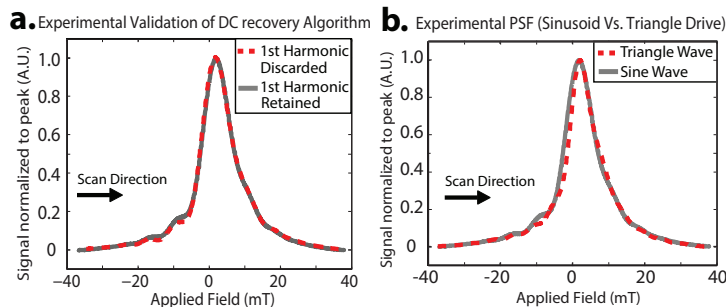 a. Experimental Validation of DC recovery Algorithm
Signal normalized to peak (A.U.)
1.0
0.8
0.6
0.4
0.2
0
1st Harmonic
Discarded
1st Harmonic
Retained
Scan Direction
−40 −20 0 20 40
Applied Field (mT)
b. Experimental PSF (Sinusoid Vs. Triangle Drive)
Signal normalized to peak (A.U.)
1.0
0.8
0.6
0.4
0.2
0
Triangle Wave
Sine Wave
Scan Direction
−40 −20 0 20 40
Applied Field (mT)